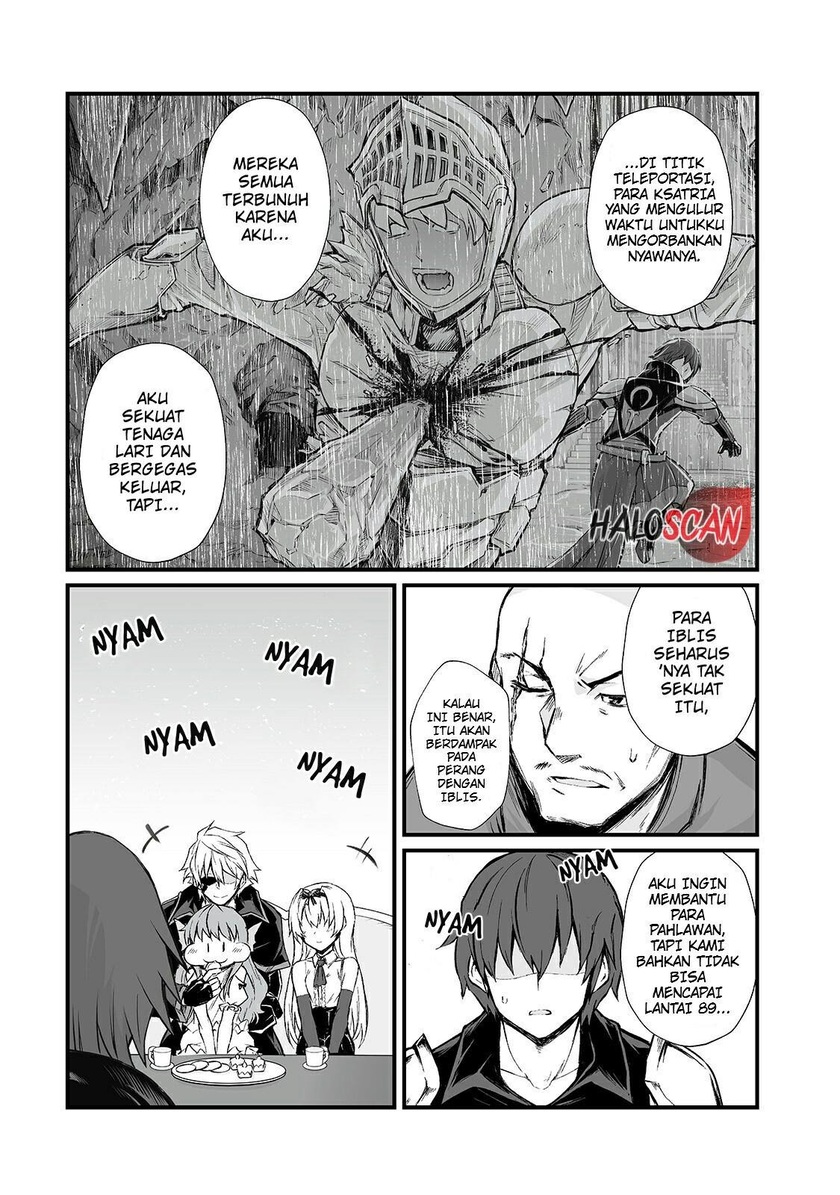 ...DI TITIK
TELEPORTASI,
PARA KSATRIA
YANG MENGULUR
WAKTU UNTUKKU
MENGORBANKAN
NYAWANYA.
MEREKA
SEMUA
TERBUNUH
KARENA
AKU...
AKU
SEKUAT
TENAGA
LARI DAN
BERGEGAS
KELUAR,
TAPI...
HALOSCAN
PARA
IBLIS
SEHARUS
'NYA TAK
SEKUAT
ITU,
KALAU
INI BENAR,
ITU AKAN
BERDAMPAK
PADA
PERANG
DENGAN
IBLIS.
NYAM
NYAM
NYAM
NYAM
NYAM
NYAM
AKU INGIN
MEMBANTU
PARA
PAHLAWAN,
TAPI KAMI
BAHKAN TIDAK
BISA
MENCAPAI
LANTAI 89...